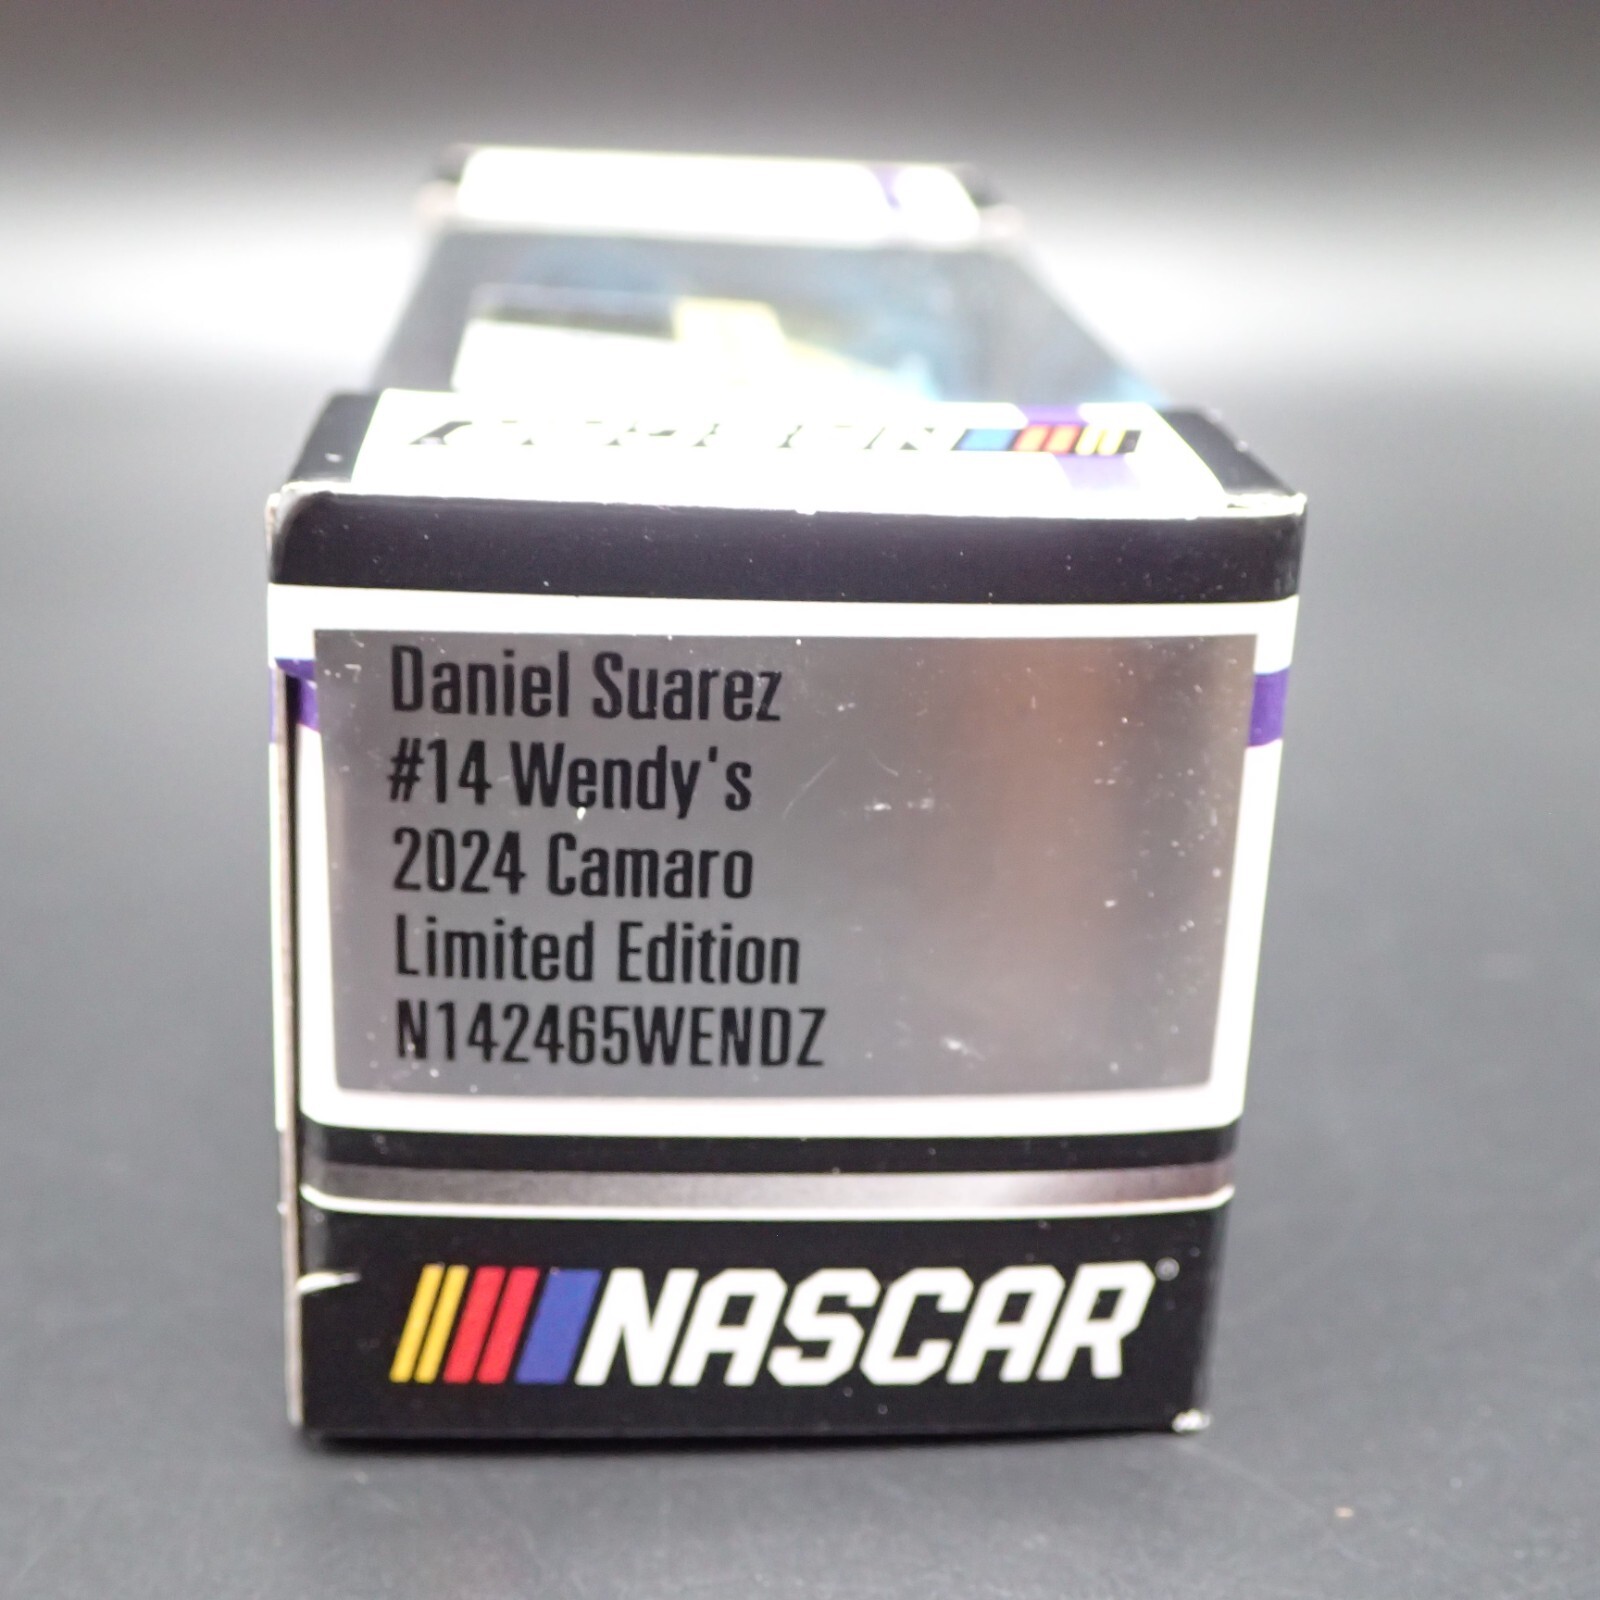 Daniel Suarez
#14 Wendy's
2024 Camaro
Limited Edition
N142465WENDZ
NASCAR